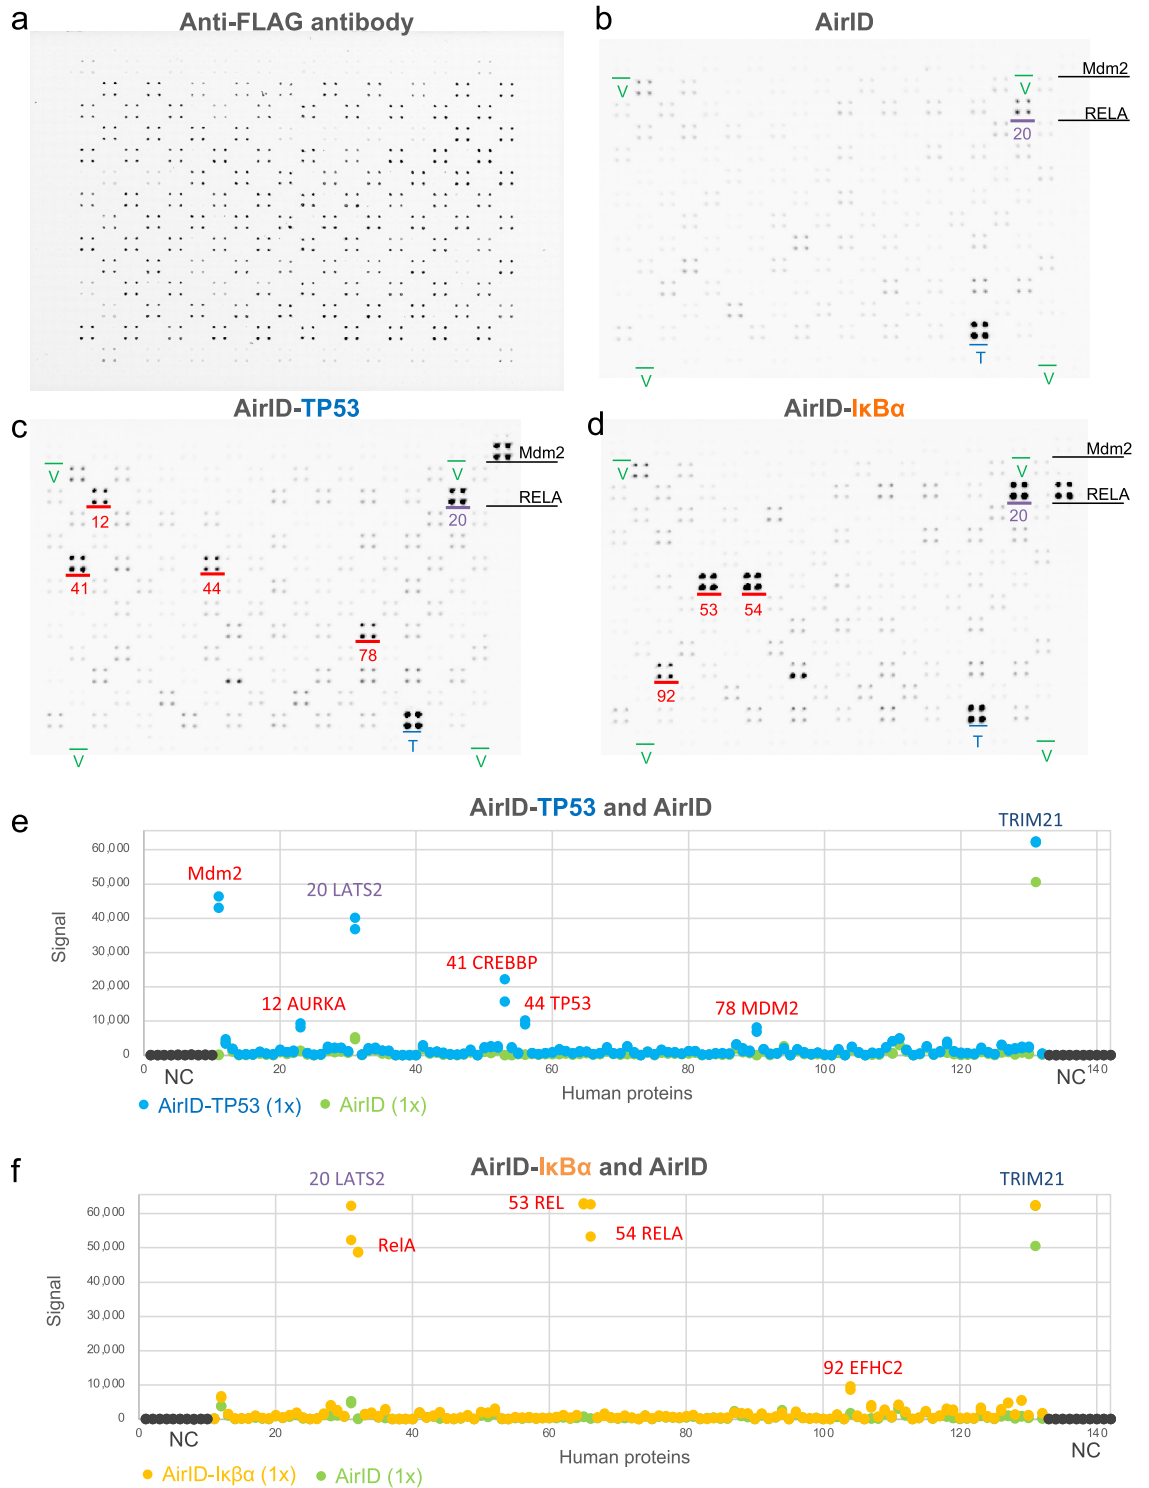 a
Anti-FLAG antibody
b
AirID
V
V
Mdm2
RELA
20
T
V
V
c
AirID-TP53
V
V
Mdm2
RELA
12
20
41
44
78
T
V
V
d
AirID-IκBα
V
V
Mdm2
RELA
20
53
54
92
T
V
V
e
AirID-TP53 and AirID
TRIM21
Mdm2
20 LATS2
41 CREBBP
12 AURKA
44 TP53
78 MDM2
Signal
60,000
50,000
40,000
30,000
20,000
10,000
0
0
20
40
60
80
100
120
140
NC
NC
Human proteins
AirID-TP53 (1x)
AirID (1x)
f
AirID-IκBα and AirID
20 LATS2
TRIM21
53 REL
54 RELA
RelA
92 EFHC2
Signal
60,000
50,000
40,000
30,000
20,000
10,000
0
0
20
40
60
80
100
120
140
NC
NC
Human proteins
AirID-Iκβα (1x)
AirID (1x)